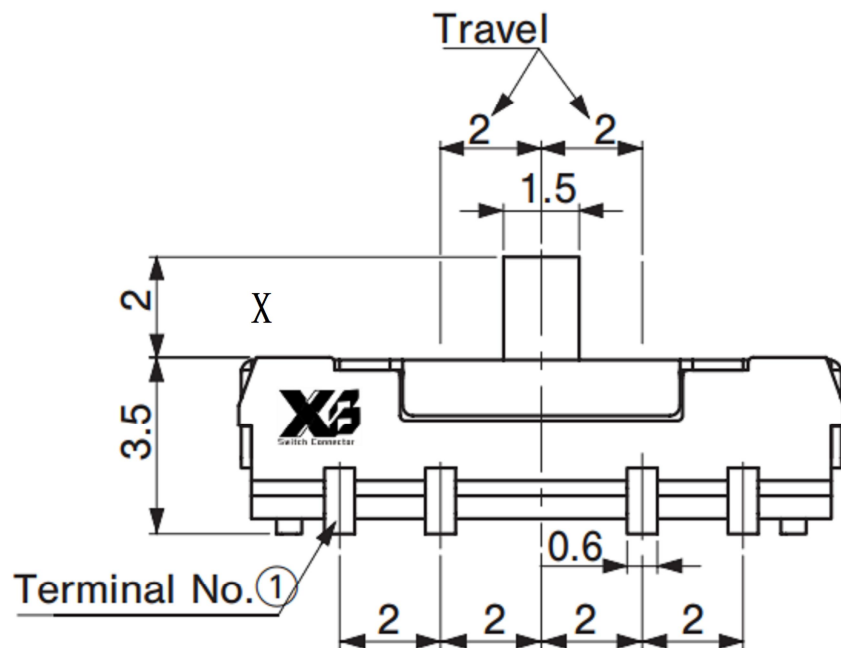 Travel
2 2
1.5
2
X
3.5
XB
Switch Connector
0.6
Terminal No.①
2 2 2 2